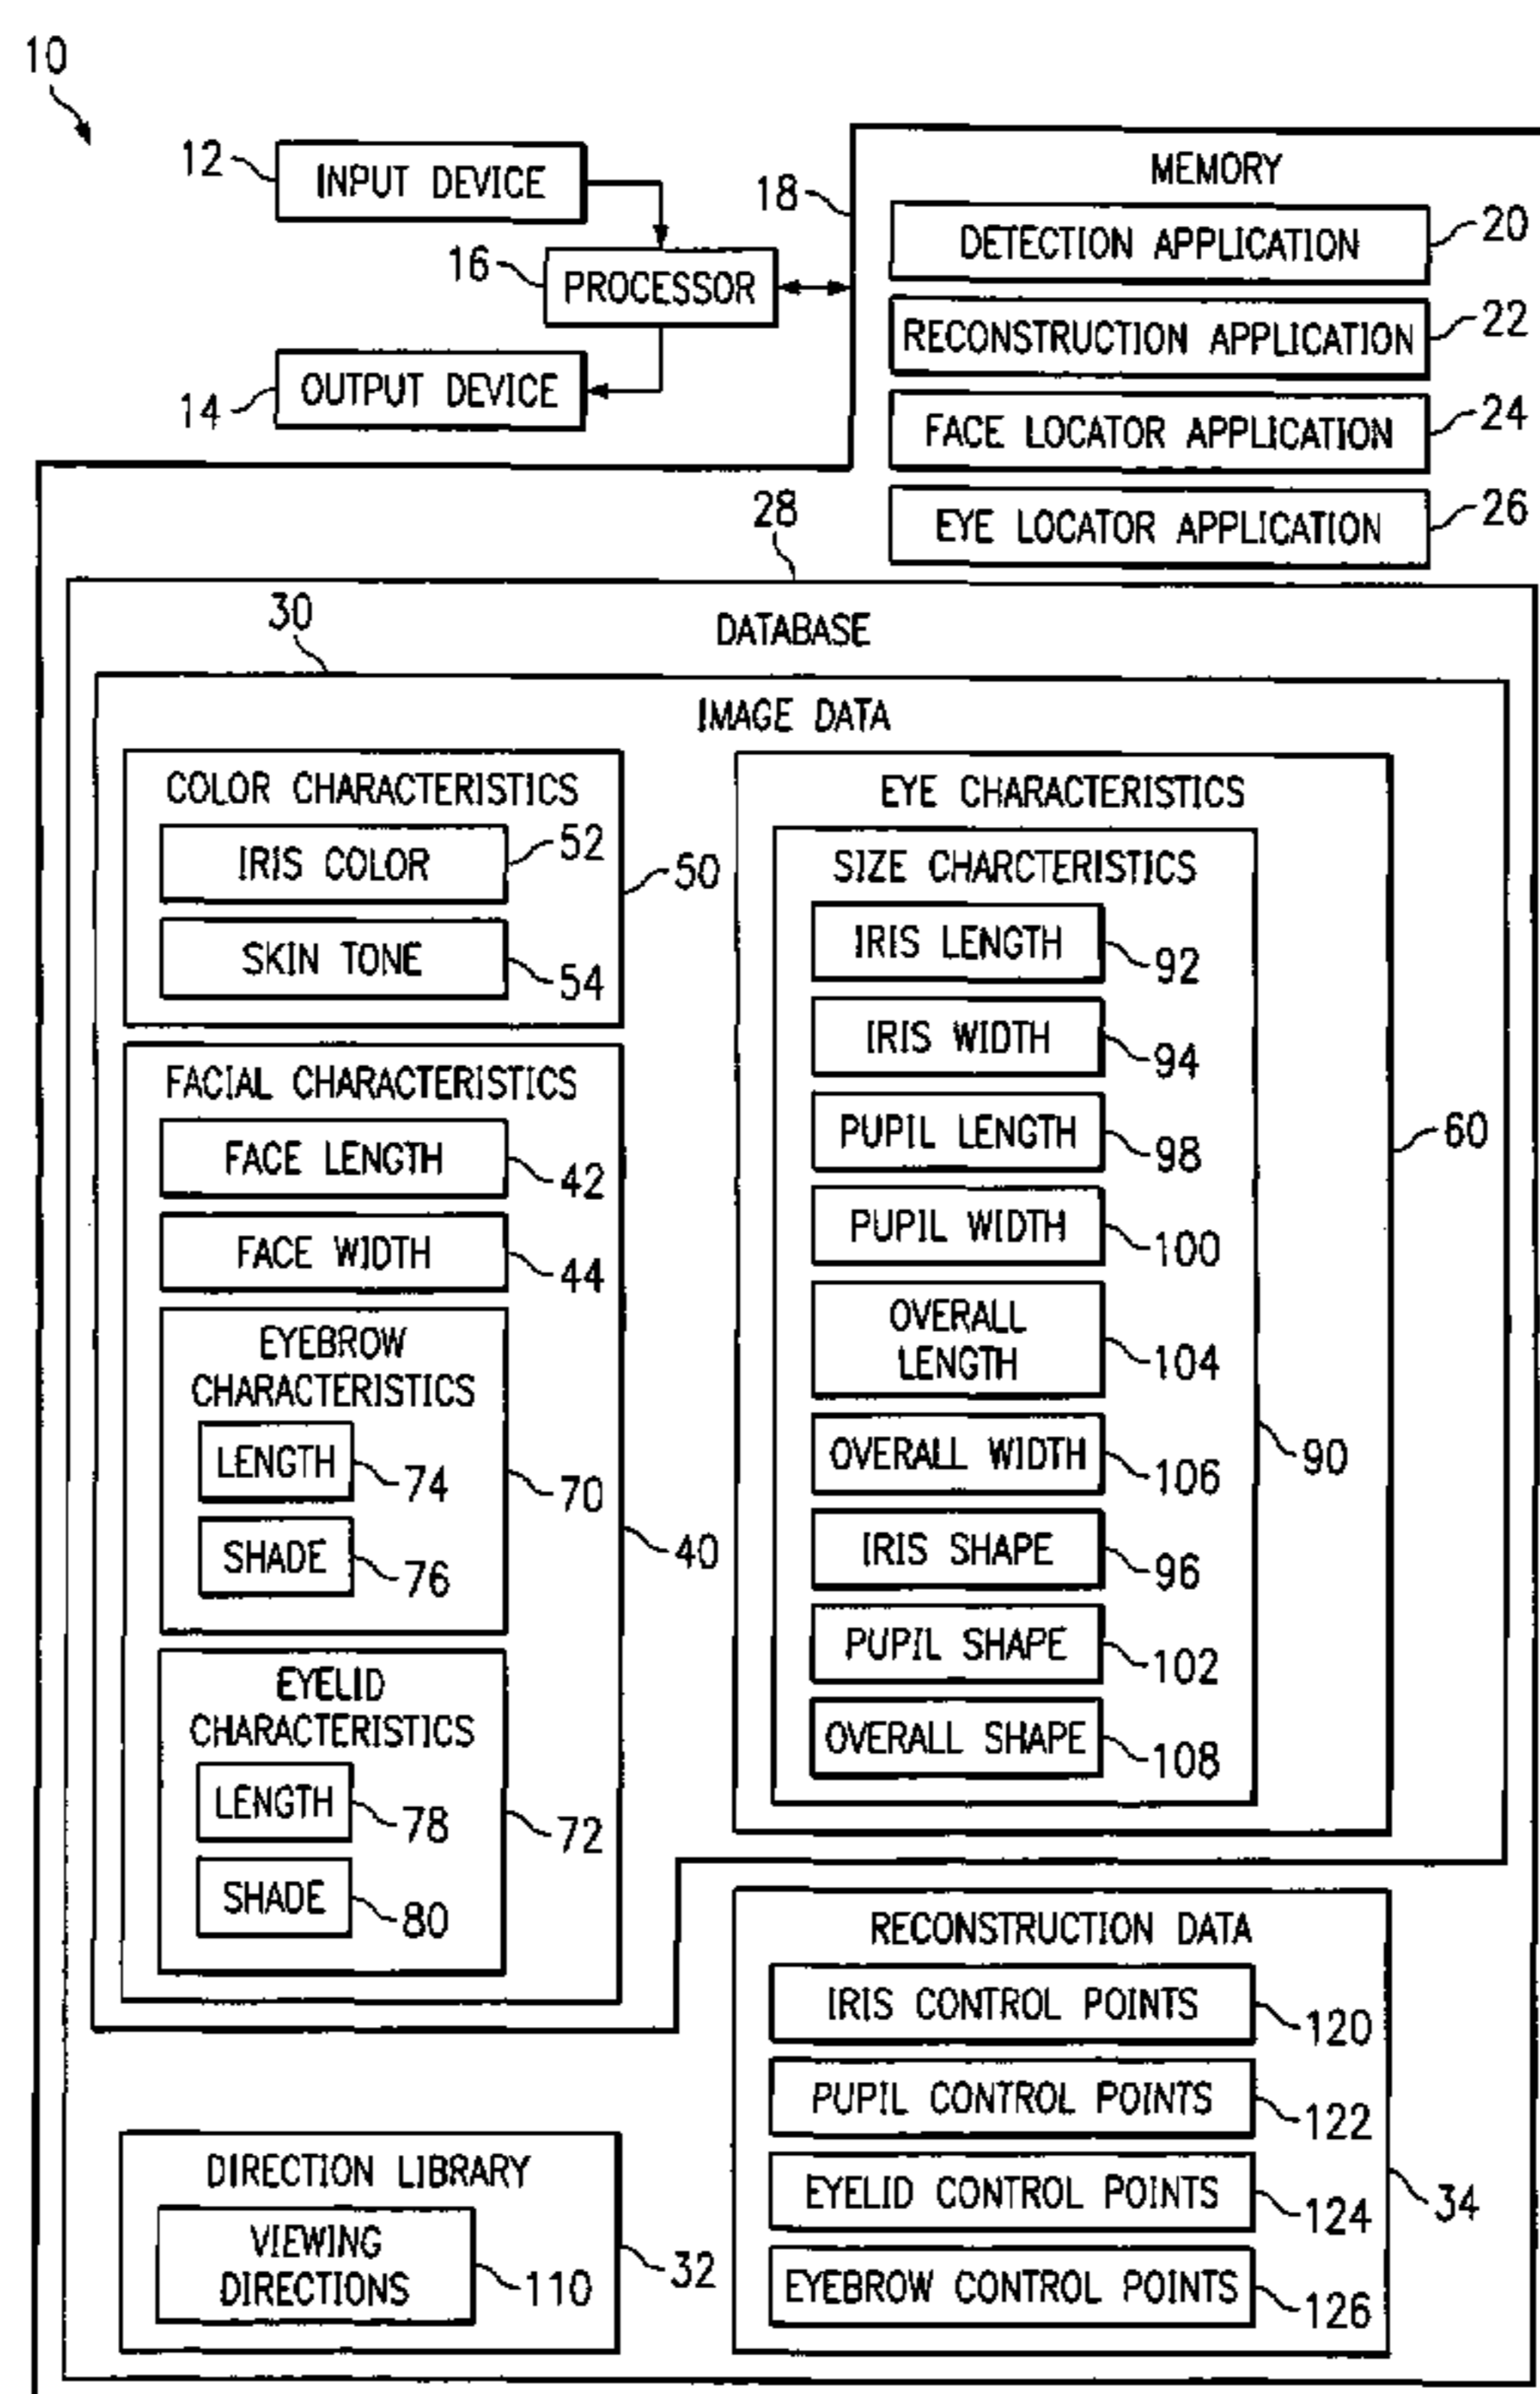 10
12
INPUT DEVICE
16
PROCESSOR
14
OUTPUT DEVICE
18
MEMORY
DETECTION APPLICATION
20
RECONSTRUCTION APPLICATION
22
FACE LOCATOR APPLICATION
24
EYE LOCATOR APPLICATION
26
28
DATABASE
30
IMAGE DATA
COLOR CHARACTERISTICS
IRIS COLOR
52
SKIN TONE
54
50
FACIAL CHARACTERISTICS
FACE LENGTH
42
FACE WIDTH
44
EYEBROW
CHARACTERISTICS
LENGTH
74
SHADE
76
70
40
EYELID
CHARACTERISTICS
LENGTH
78
SHADE
80
72
EYE CHARACTERISTICS
SIZE CHARCTERISTICS
IRIS LENGTH
92
IRIS WIDTH
94
PUPIL LENGTH
98
PUPIL WIDTH
100
OVERALL
LENGTH
104
OVERALL WIDTH
106
IRIS SHAPE
96
PUPIL SHAPE
102
OVERALL SHAPE
108
90
60
DIRECTION LIBRARY
VIEWING
DIRECTIONS
110
32
RECONSTRUCTION DATA
IRIS CONTROL POINTS
120
PUPIL CONTROL POINTS
122
EYELID CONTROL POINTS
124
EYEBROW CONTROL POINTS
126
34